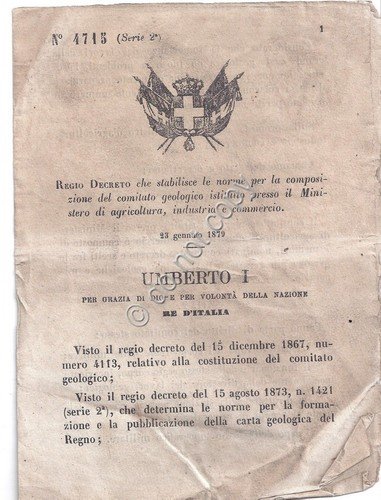 N° 4715 (Serie 2ª)
1
REGIO DECRETO che stabilisce le norme per la composi-
zione del comitato geologico istituito presso il Mini-
stero di agricoltura, industria e commercio.
23 gennaio 1879
UMBERTO I
PER GRAZIA DI DIO E PER VOLONTÀ DELLA NAZIONE
RE D'ITALIA
Visto il regio decreto del 15 dicembre 1867, nu-
mero 4113, relativo alla costituzione del comitato
geologico;
Visto il regio decreto del 15 agosto 1873, n. 1421
(serie 2ª), che determina le norme per la forma-
zione e la pubblicazione della carta geologica del
Regno;